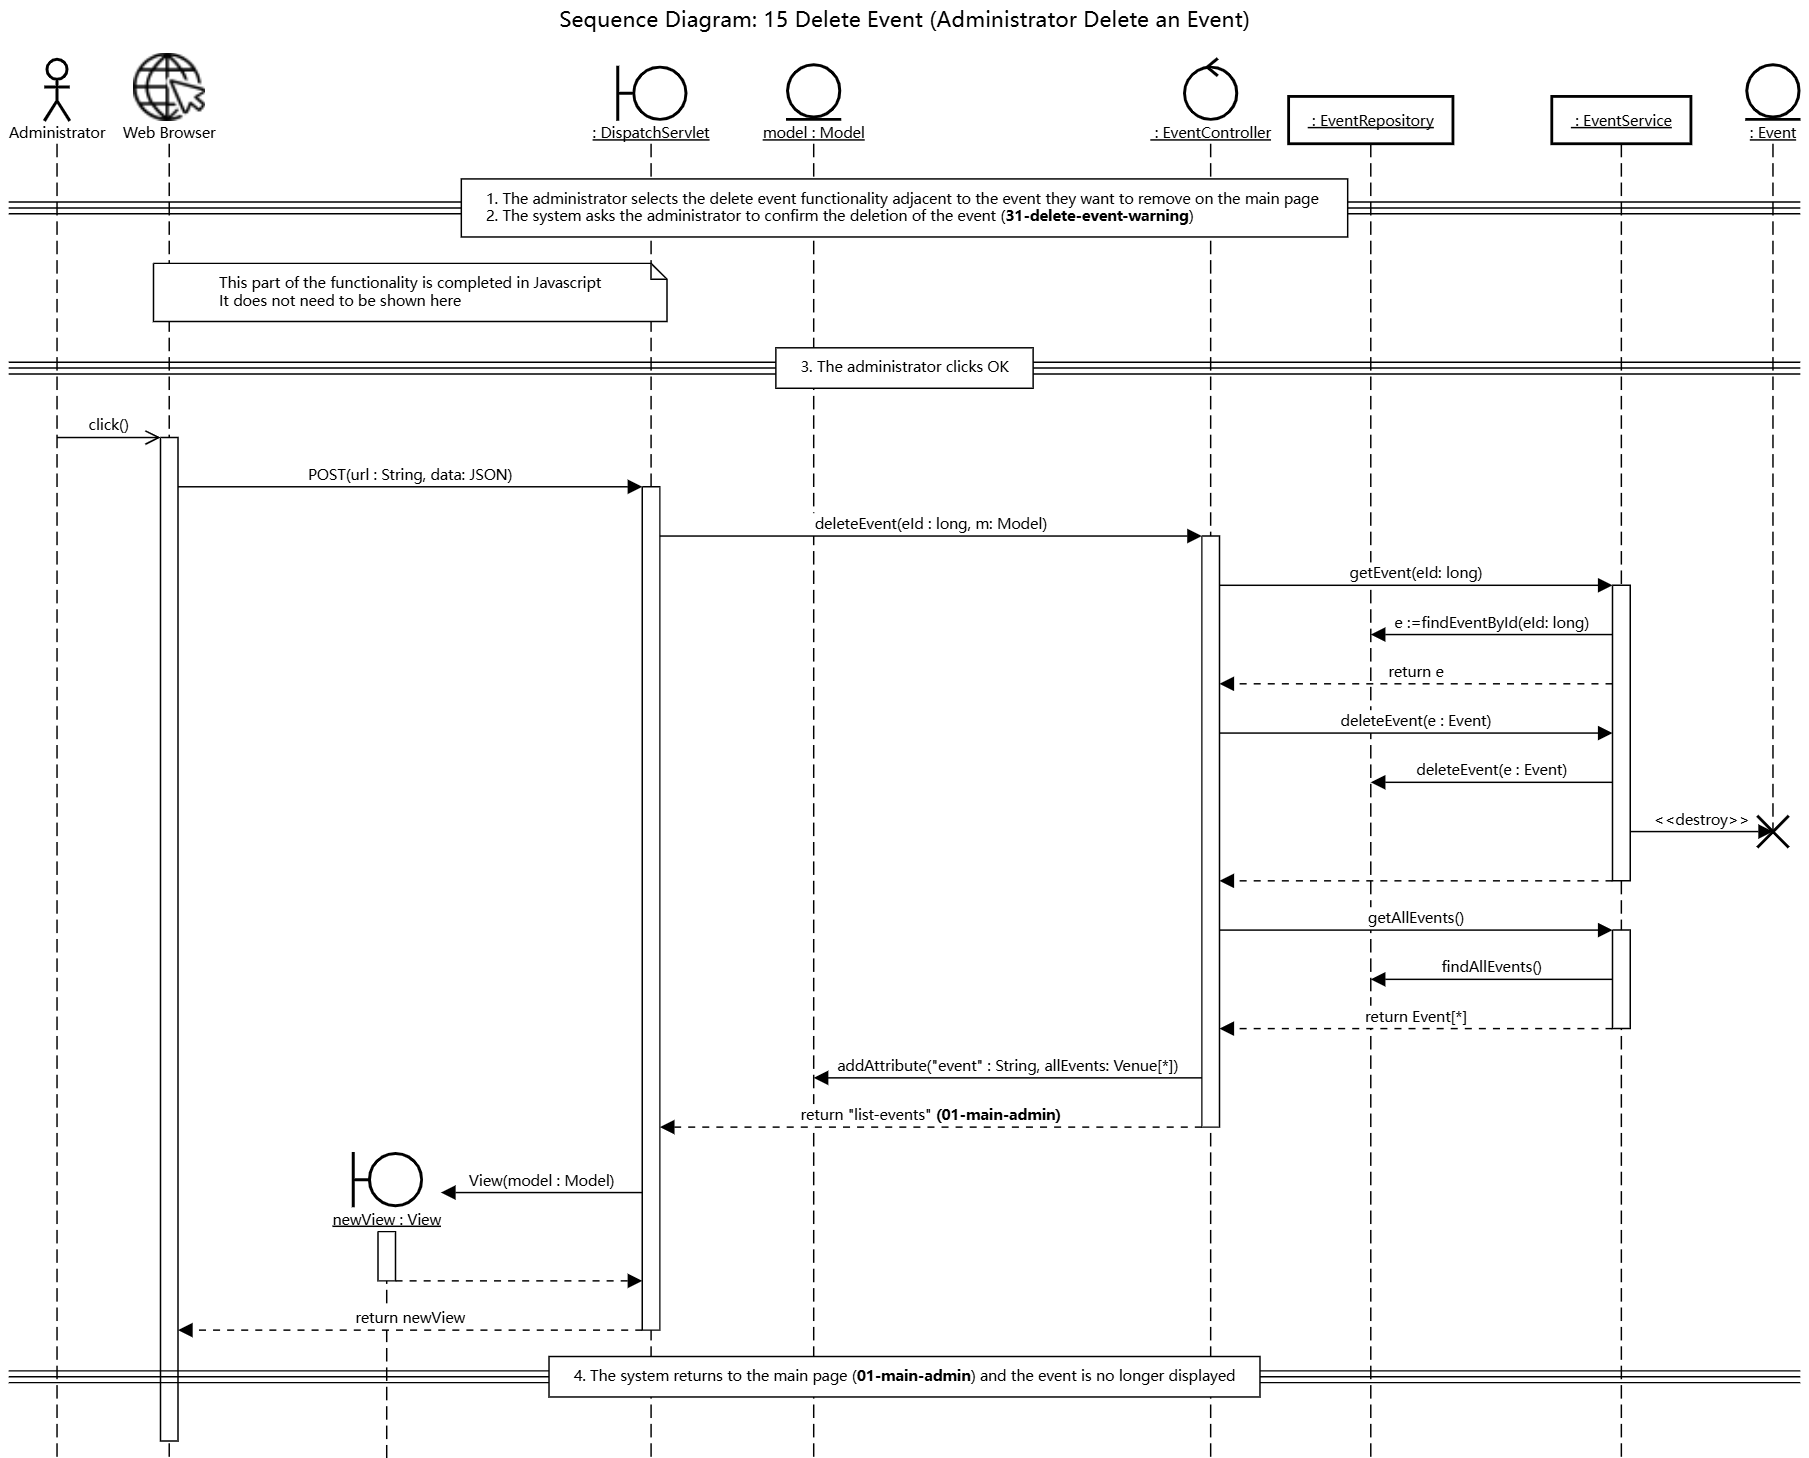 Sequence Diagram: 15 Delete Event (Administrator Delete an Event)
Administrator
Web Browser
: DispatchServlet
model : Model
: EventController
: EventRepository
: EventService
: Event
1. The administrator selects the delete event functionality adjacent to the event they want to remove on the main page
2. The system asks the administrator to confirm the deletion of the event (31-delete-event-warning)
This part of the functionality is completed in Javascript
It does not need to be shown here
3. The administrator clicks OK
click()
POST(url : String, data: JSON)
deleteEvent(eId : long, m: Model)
getEvent(eId: long)
e :=findEventById(eId: long)
return e
deleteEvent(e : Event)
deleteEvent(e : Event)
<<destroy>>
getAllEvents()
findAllEvents()
return Event[*]
addAttribute("event" : String, allEvents: Venue[*])
return "list-events" (01-main-admin)
View(model : Model)
newView : View
return newView
4. The system returns to the main page (01-main-admin) and the event is no longer displayed